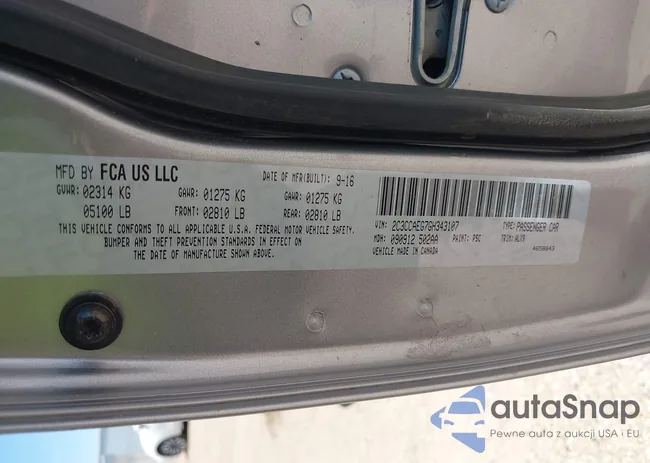 MFD BY FCA US LLC DATE OF MFR(BUILT): 9-16
GVWR: 02314 KG GAWR: 01275 KG GAWR: 01275 KG
05100 LB FRONT: 02810 LB REAR: 02810 LB
THIS VEHICLE CONFORMS TO ALL APPLICABLE U.S.A. FEDERAL MOTOR VEHICLE SAFETY,
BUMPER AND THEFT PREVENTION STANDARDS IN EFFECT ON
THE DATE OF MANUFACTURE SHOWN ABOVE.
VIN: 2C3CCAEG7GH343107 TYPE: PASSENGER CAR
MDH: 090912 502AA PAINT: PSC TRIM: ALX9
VEHICLE MADE IN CANADA
autaSnap
Pewne auta z aukcji USA i EU